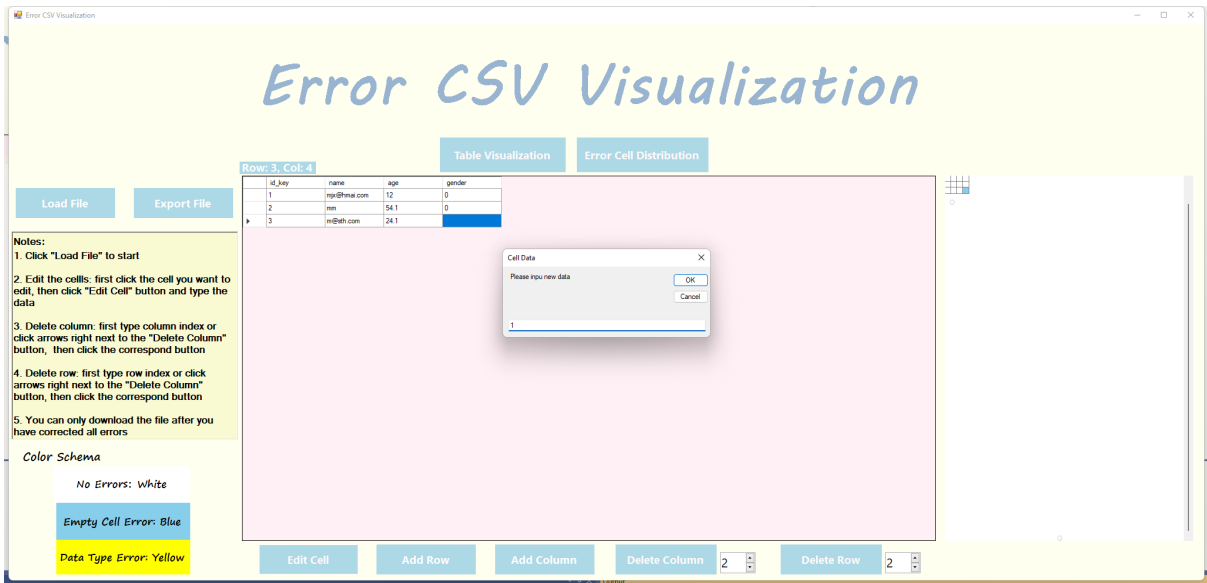 Error CSV Visualization
Error CSV Visualization
Table Visualization
Error Cell Distribution
Row: 3, Col: 4
Load File
Export File
id_key name age gender
1 mjx@hmai.com 12 0
2 mm 54.1 0
3 m@sth.com 24.1
Notes:
1. Click "Load File" to start
2. Edit the cellls: first click the cell you want to
edit, then click "Edit Cell" button and type the
data
3. Delete column: first type column index or
click arrows right next to the "Delete Column"
button, then click the correspond button
4. Delete row: first type row index or click
arrows right next to the "Delete Column"
button, then click the correspond button
5. You can only download the file after you
have corrected all errors
Cell Data
Please inpu new data
OK
Cancel
1
Color Schema
No Errors: White
Empty Cell Error: Blue
Data Type Error: Yellow
Edit Cell
Add Row
Add Column
Delete Column
2
Delete Row
2